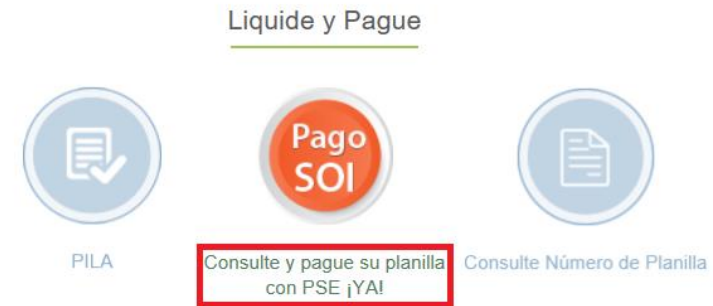 Liquide y Pague
Pago
SOI
PILA
Consulte y pague su planilla
con PSE ¡YA!
Consulte Número de Planilla